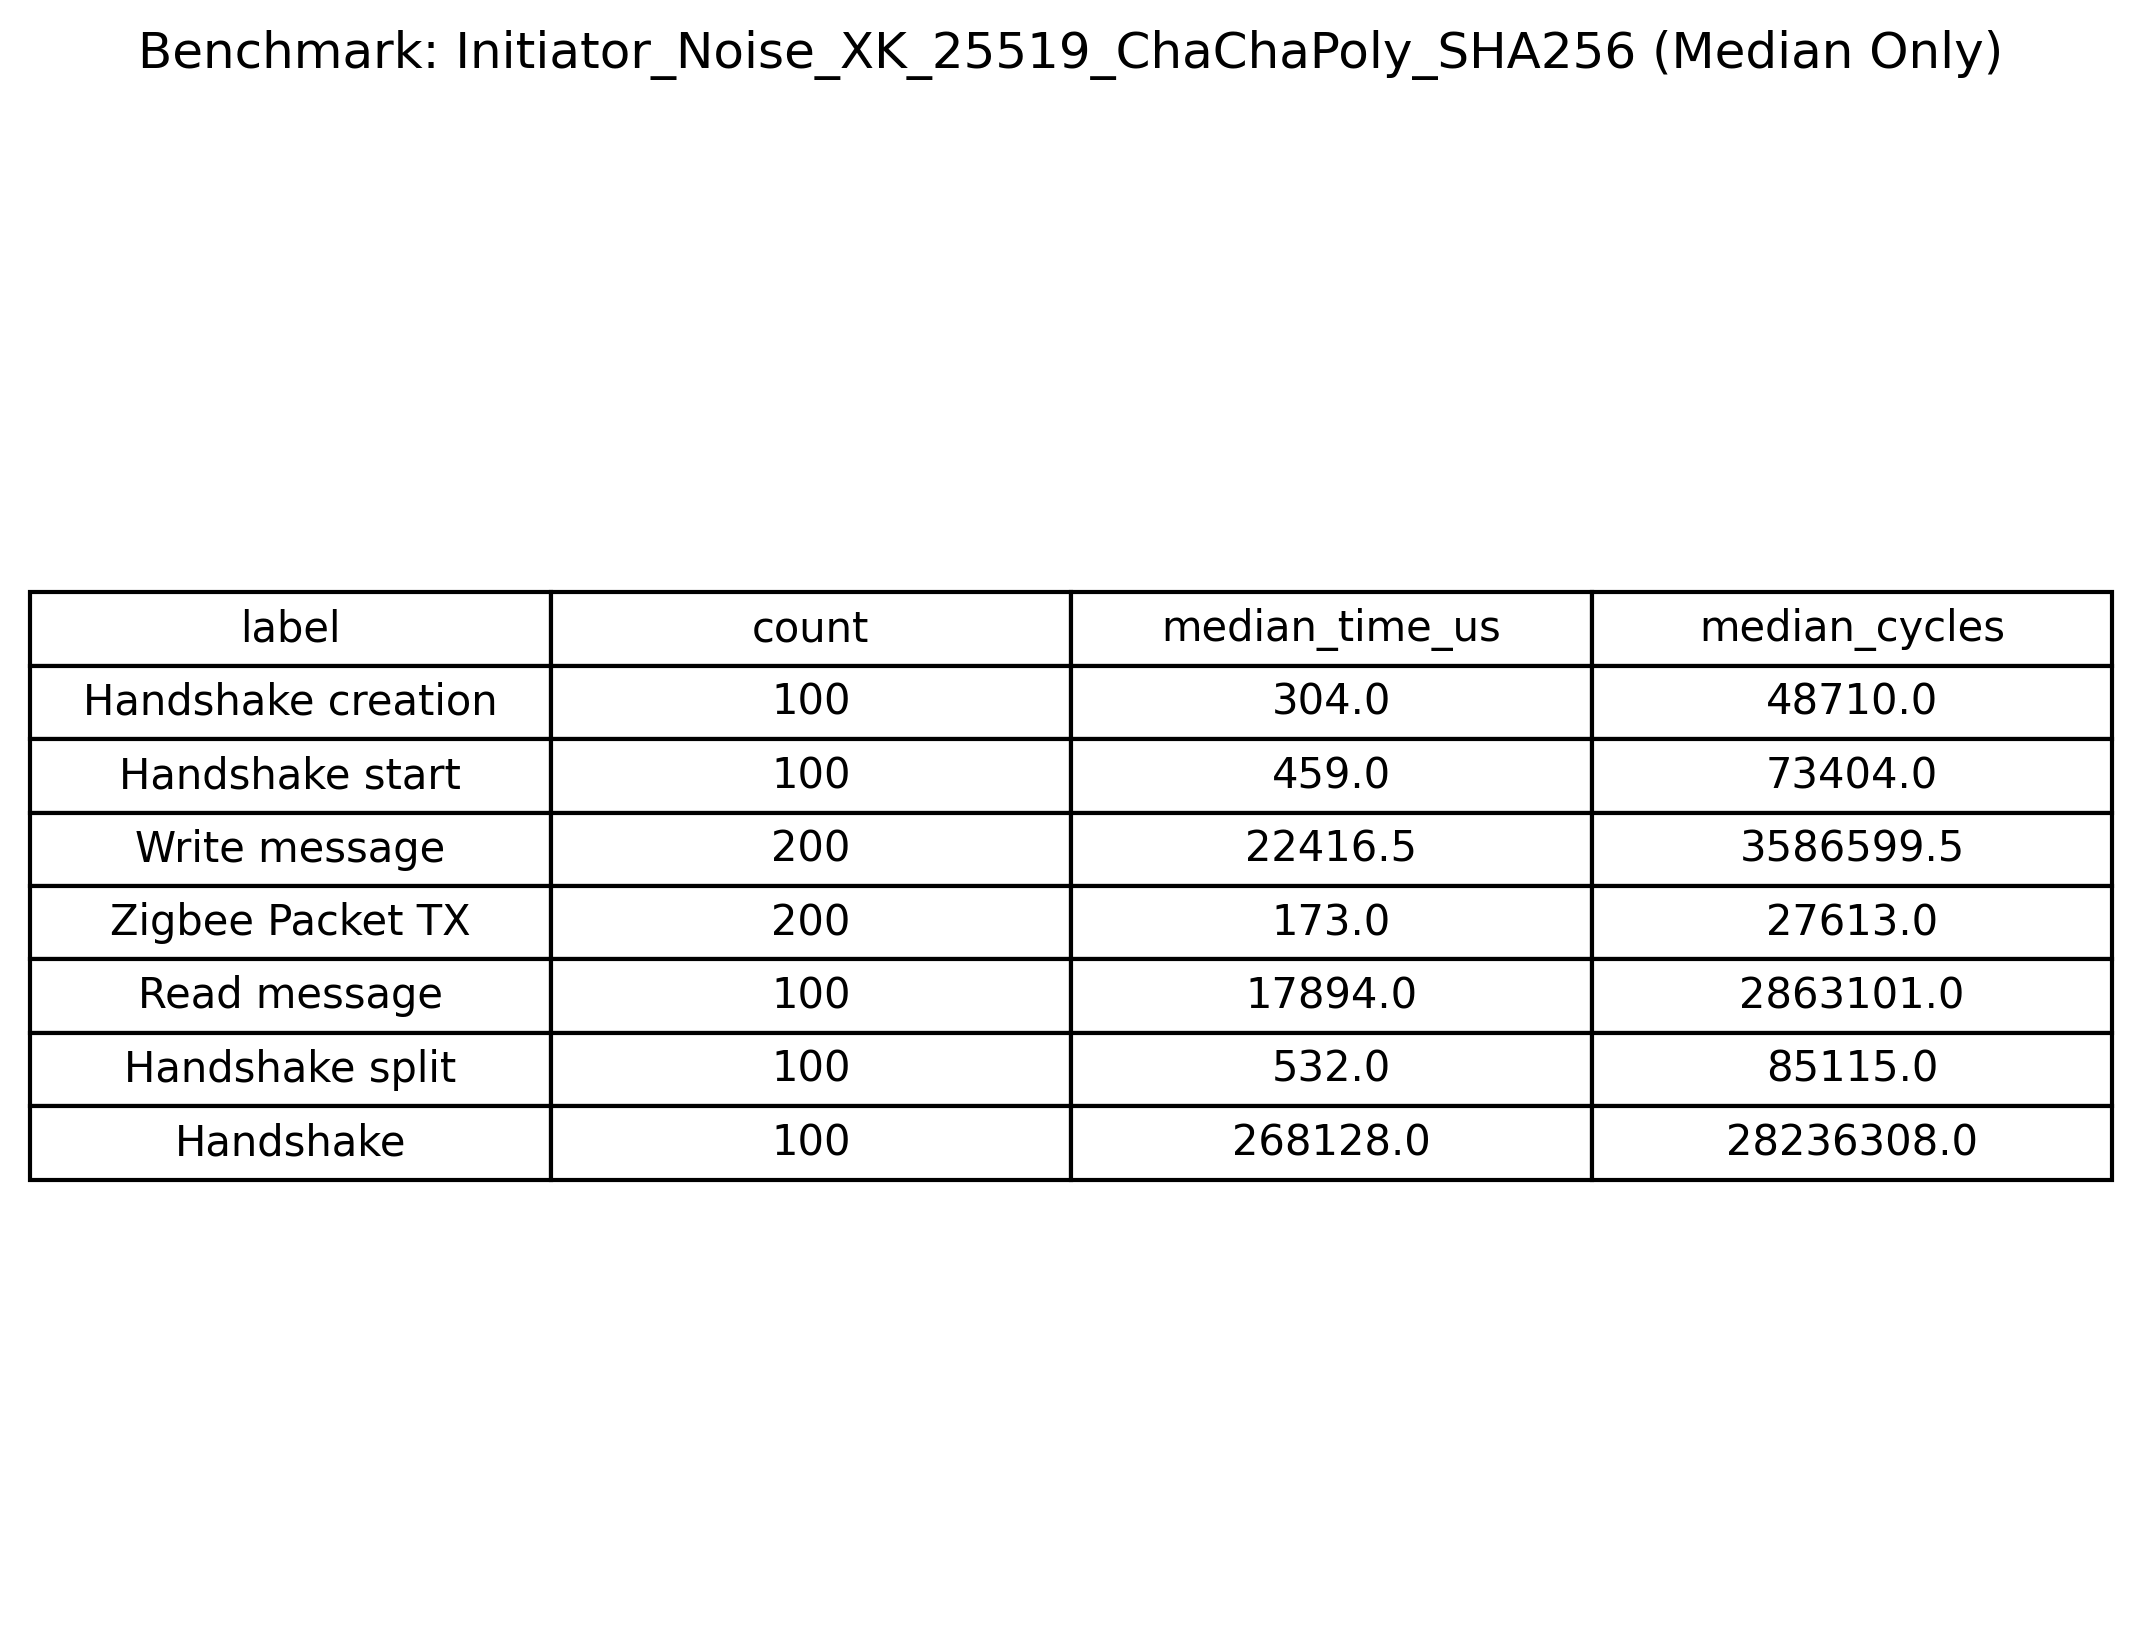 Benchmark: Initiator_Noise_XK_25519_ChaChaPoly_SHA256 (Median Only)
label count median_time_us median_cycles
Handshake creation 100 304.0 48710.0
Handshake start 100 459.0 73404.0
Write message 200 22416.5 3586599.5
Zigbee Packet TX 200 173.0 27613.0
Read message 100 17894.0 2863101.0
Handshake split 100 532.0 85115.0
Handshake 100 268128.0 28236308.0